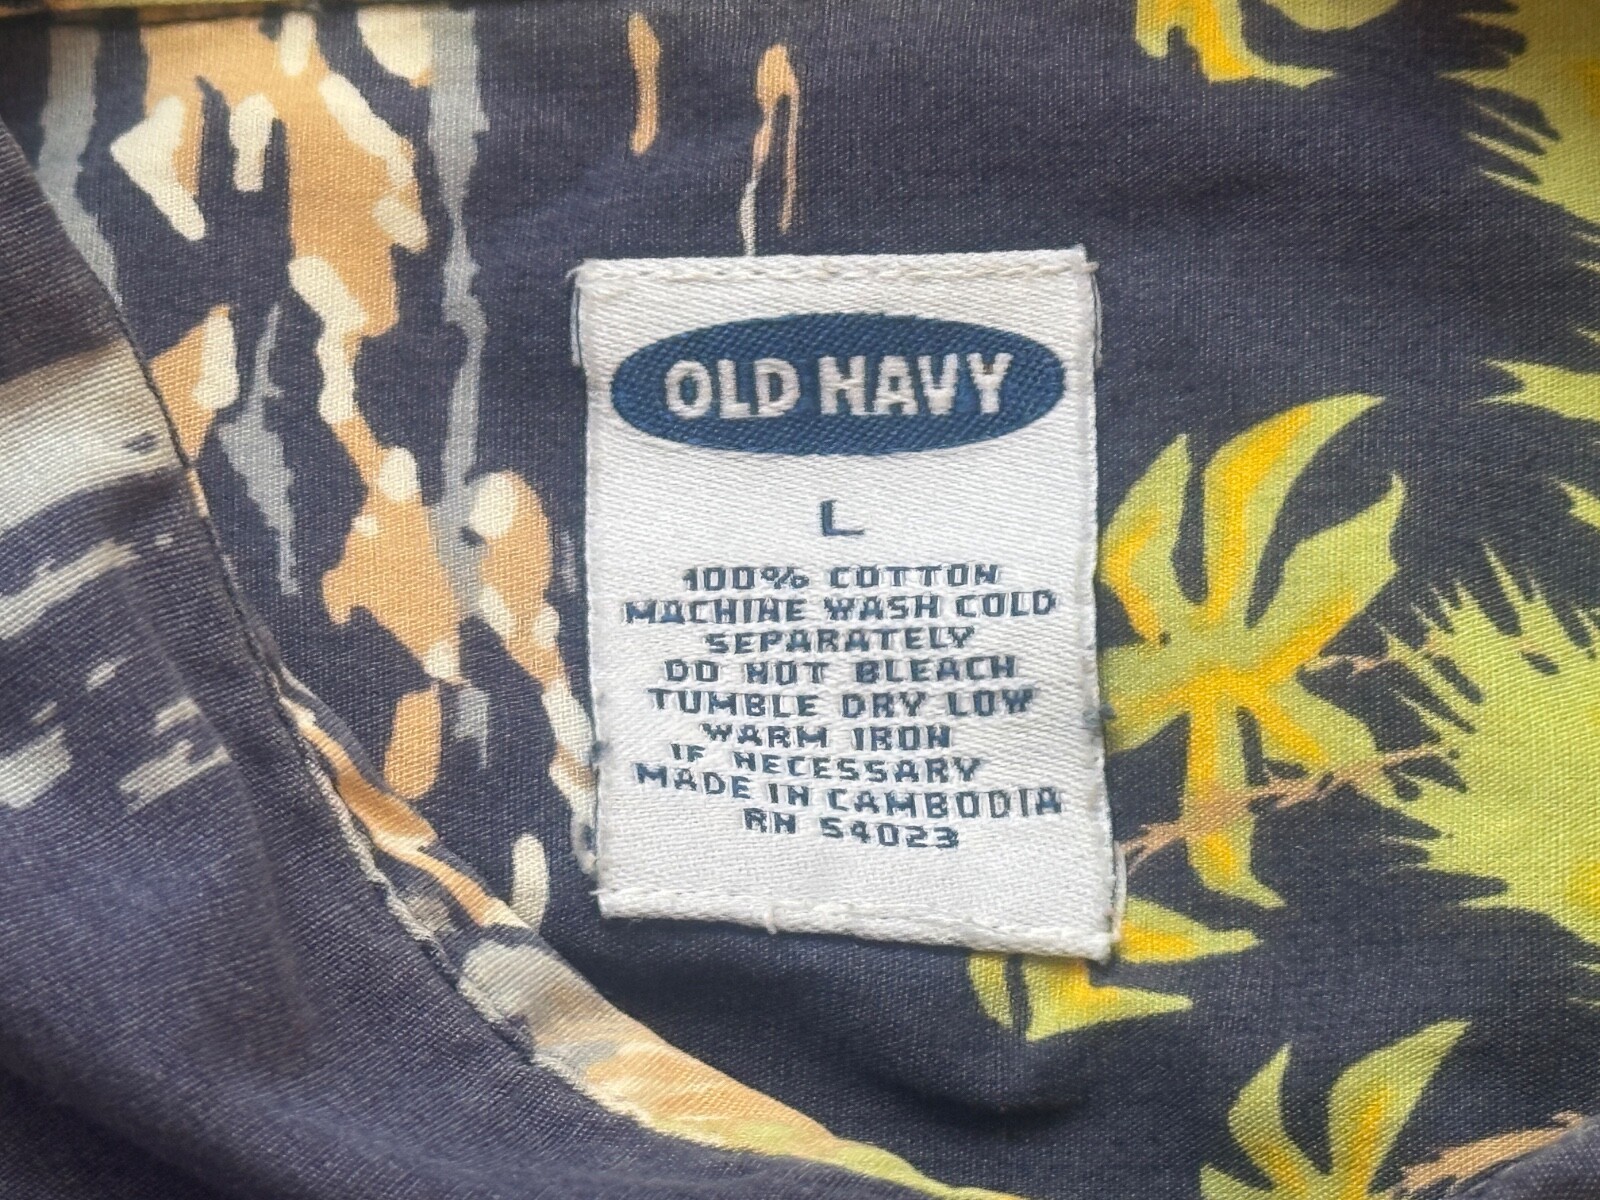 OLD NAVY
L
100% COTTON
MACHINE WASH COLD
SEPARATELY
DO NOT BLEACH
TUMBLE DRY LOW
WARM IRON
IF NECESSARY
MADE IN CAMBODIA
RN 54023